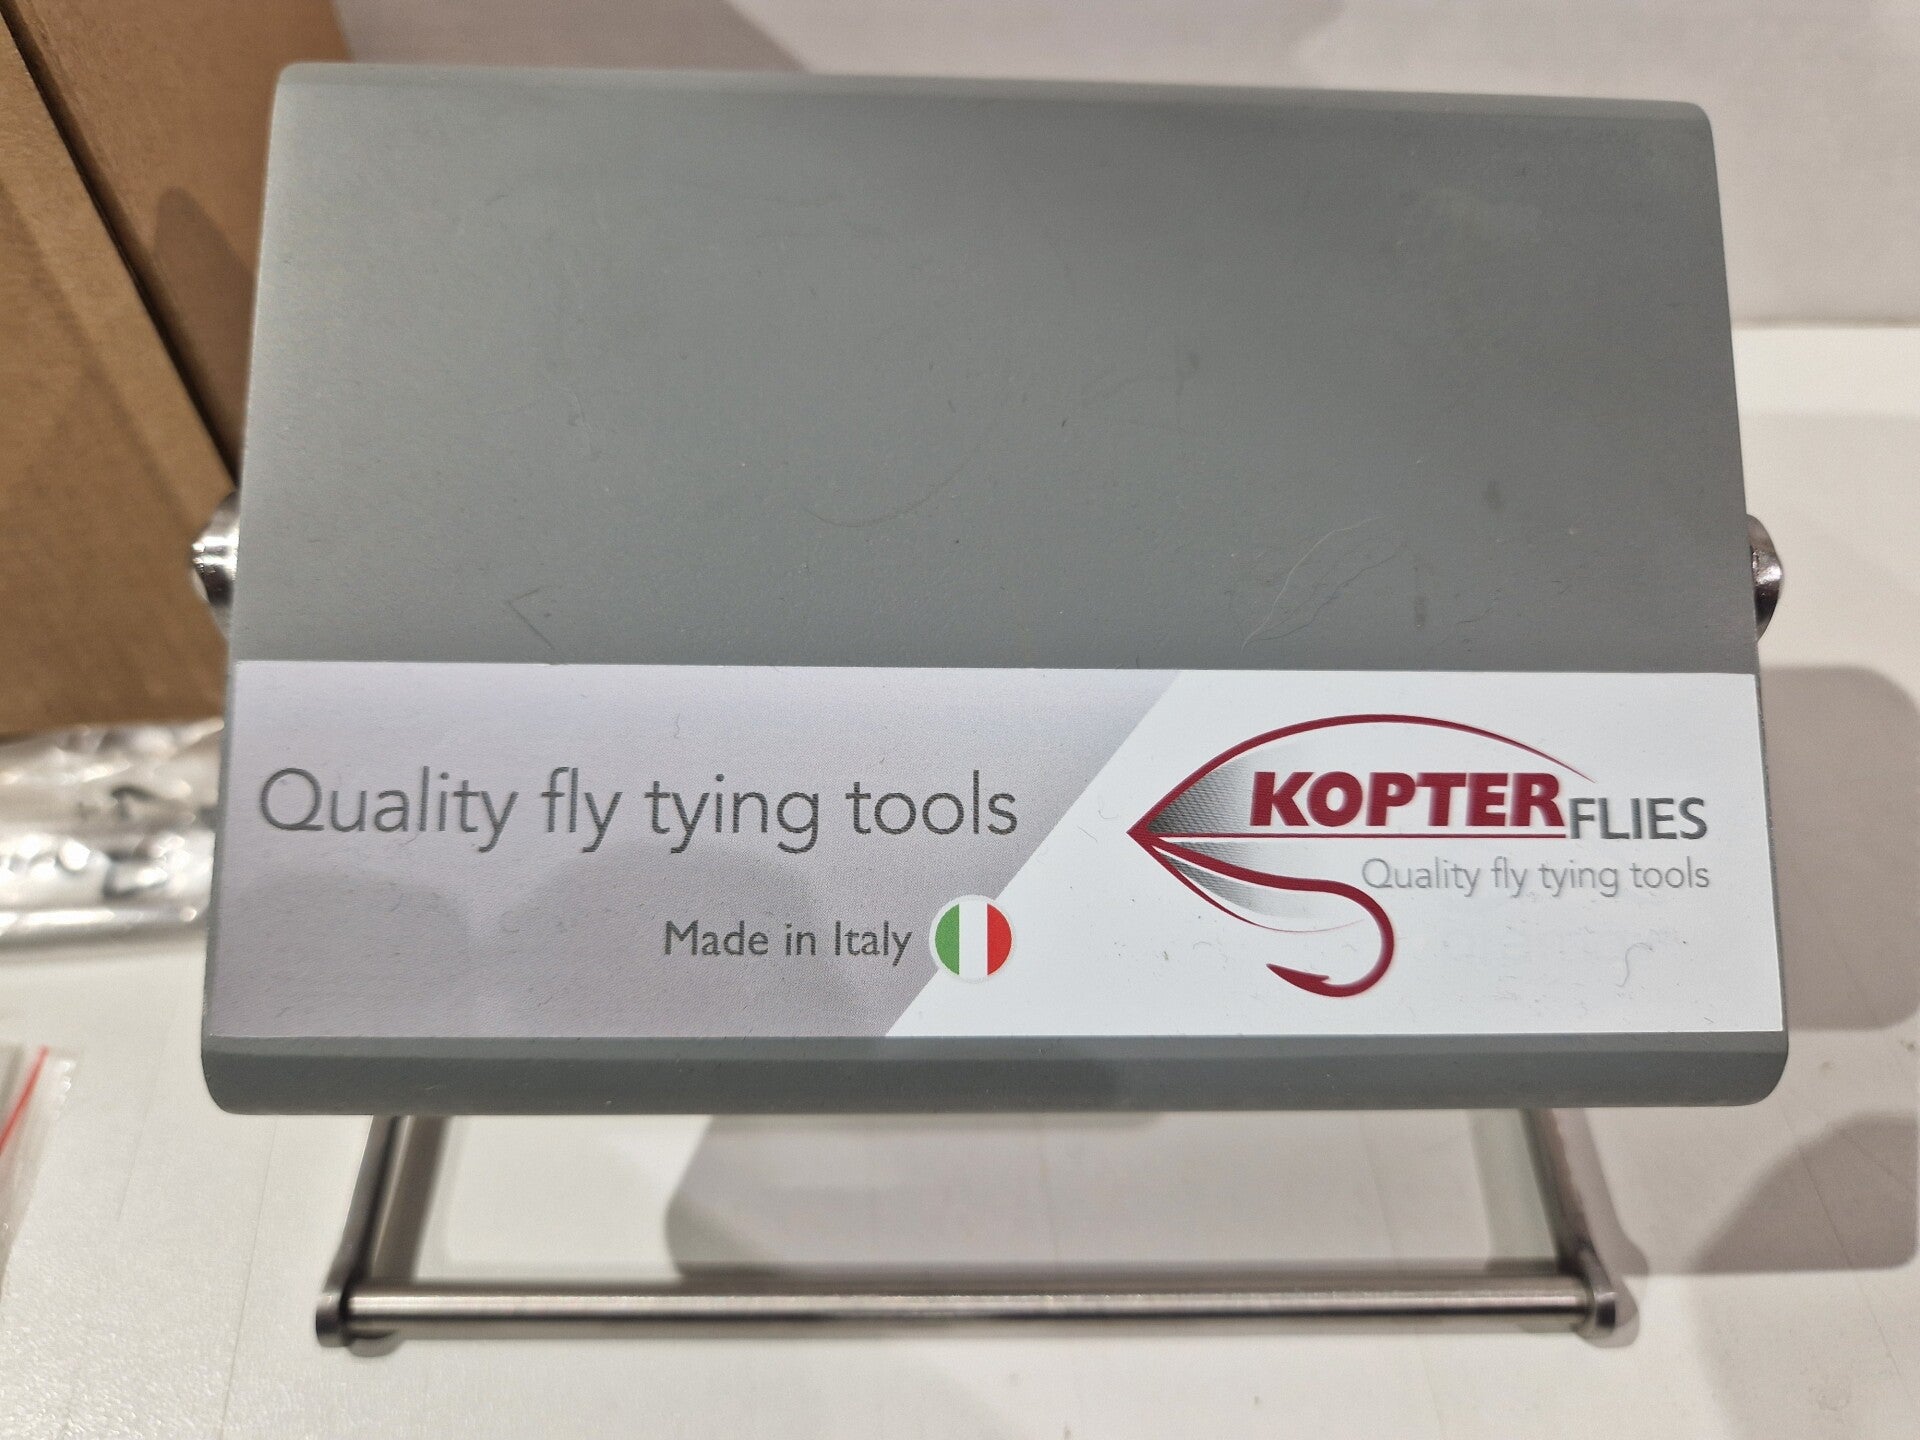 Quality fly tying tools
Made in Italy
KOPTERFLIES
Quality fly tying tools